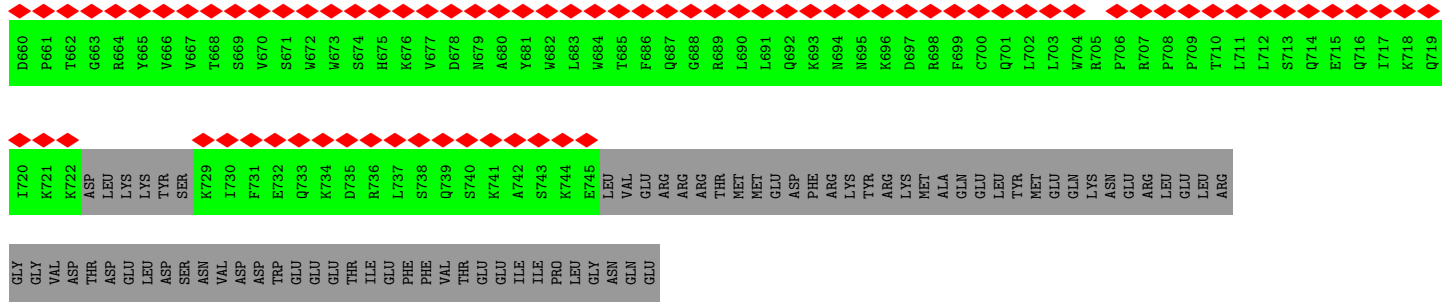 D660 P661 T662 G663 R664 Y665 V666 V667 T668 S669 V670 S671 W672 W673 S674 H675 K676 V677 D678 N679 A680 Y681 W682 L683 W684 T685 F686 Q687 G688 R689 L690 L691 Q692 K693 N694 N695 K696 D697 R698 F699 C700 Q701 L702 L703 W704 R705 P706 R707 P708 P709 T710 L711 L712 S713 Q714 E715 Q716 I717 K718 Q719
I720 K721 K722 ASP LEU LYS LYS TYR SER K729 I730 F731 E732 Q733 K734 D735 R736 L737 S738 Q739 S740 K741 A742 S743 K744 E745 LEU VAL GLU ARG ARG ARG THR MET MET GLU ASP PHE ARG LYS TYR ARG LYS MET ALA GLN GLU LEU TYR MET GLU GLN LYS ASN GLU ARG LEU GLU LEU ARG
GLY GLY VAL ASP THR ASP GLU LEU ASP SER ASN VAL ASP ASP TRP GLU GLU GLU THR ILE GLU PHE PHE VAL THR GLU GLU ILE ILE PRO LEU GLY ASN GLN GLU